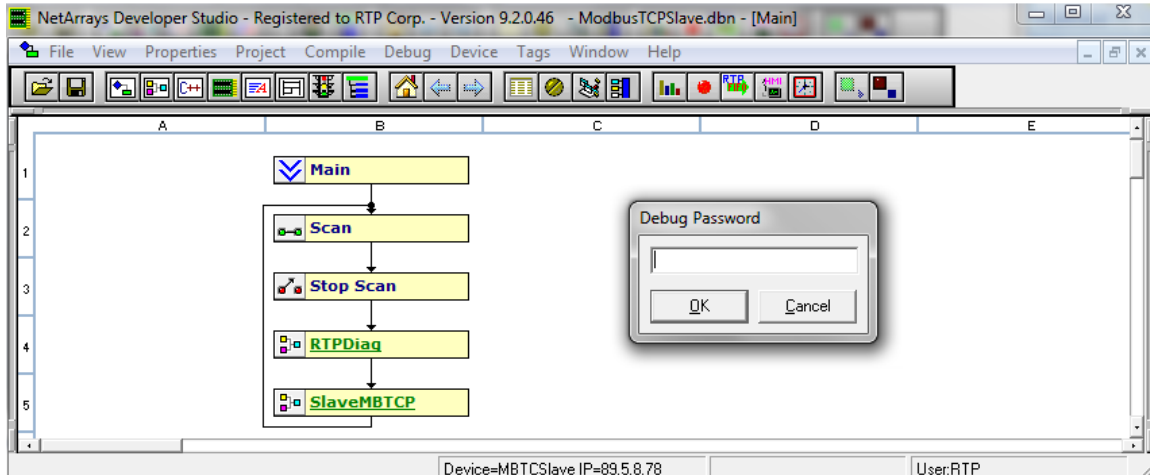 NetArrays Developer Studio - Registered to RTP Corp. - Version 9.2.0.46 - ModbusTCPSlave.dbn - [Main]
File View Properties Project Compile Debug Device Tags Window Help
C++
RTP
HMI
A B C D E
1 Main
Debug Password
2 Scan
3 Stop Scan
OK Cancel
4 RTPDiag
5 SlaveMBTCP
Device=MBTCSlave IP=89.5.8.78 User:RTP